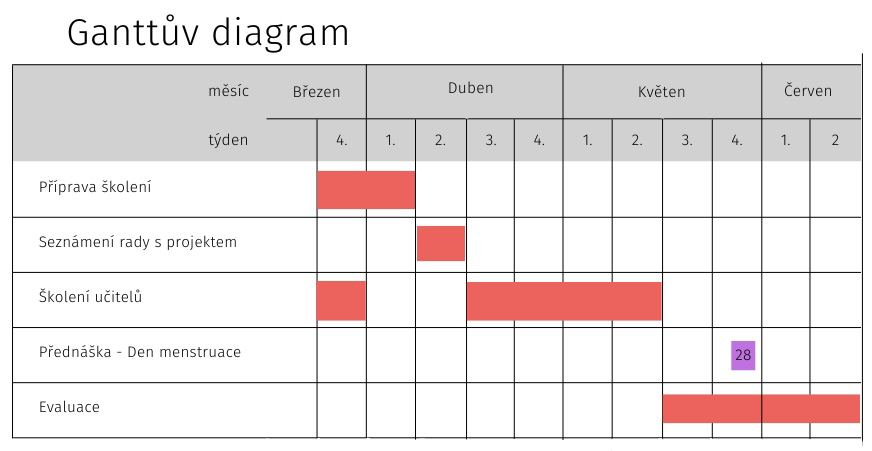 Ganttův diagram
měsíc Březen Duben Květen Červen
týden 4. 1. 2. 3. 4. 1. 2. 3. 4. 1. 2
Příprava školení
Seznámení rady s projektem
Školení učitelů
Přednáška - Den menstruace 28
Evaluace